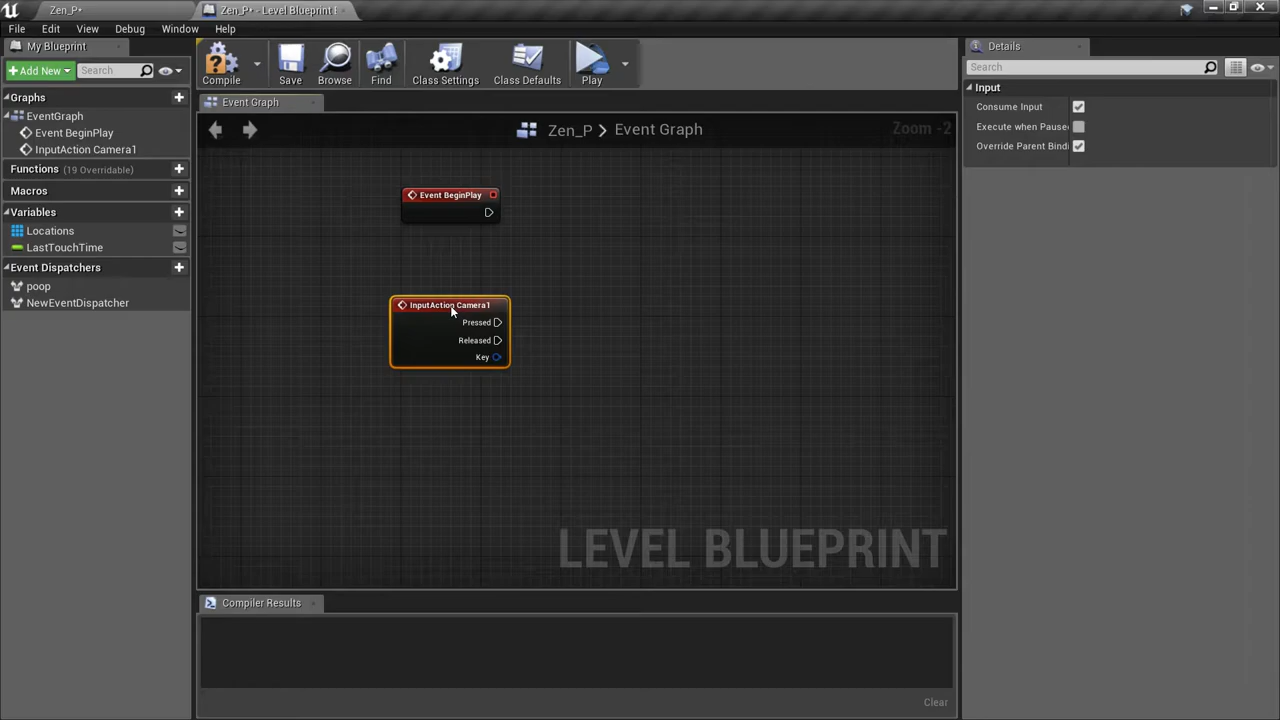 Zen_P•
Zen_P• - Level Blueprint E
File Edit View Debug Window Help
My Blueprint
Add New
Search
Graphs
EventGraph
Event BeginPlay
InputAction Camera1
Functions (19 Overridable)
Macros
Variables
Locations
LastTouchTime
Event Dispatchers
poop
NewEventDispatcher
Compile
Save
Browse
Find
Class Settings
Class Defaults
Play
Event Graph
Zen_P > Event Graph
Zoom -2
Event BeginPlay
InputAction Camera1
Pressed
Released
Key
LEVEL BLUEPRINT
Compiler Results
Clear
Details
Search
Input
Consume Input
Execute when Pause
Override Parent Bindi